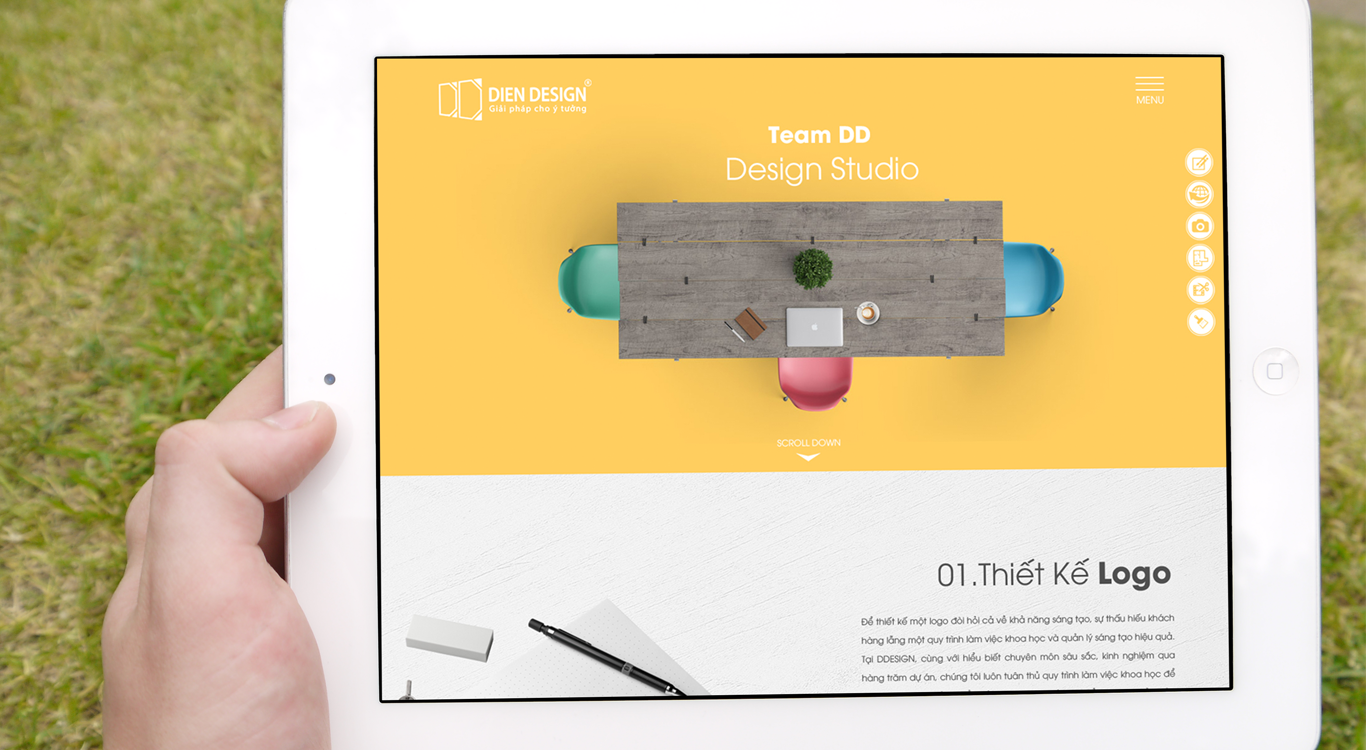 DIEN DESIGN®
Giải pháp cho ý tưởng
MENU
Team DD
Design Studio
SCROLL DOWN
01.Thiết Kế Logo
Để thiết kế một logo đòi hỏi cả về khả năng sáng tạo, sự thấu hiểu khách
hàng lẫng một quy trình làm việc khoa học và quản lý sáng tạo hiệu quả.
Tại DDESIGN, cùng với hiểu biết chuyên môn sâu sắc, kinh nghiệm qua
hàng trăm dự án, chúng tôi luôn tuân thủ quy trình làm việc khoa học để